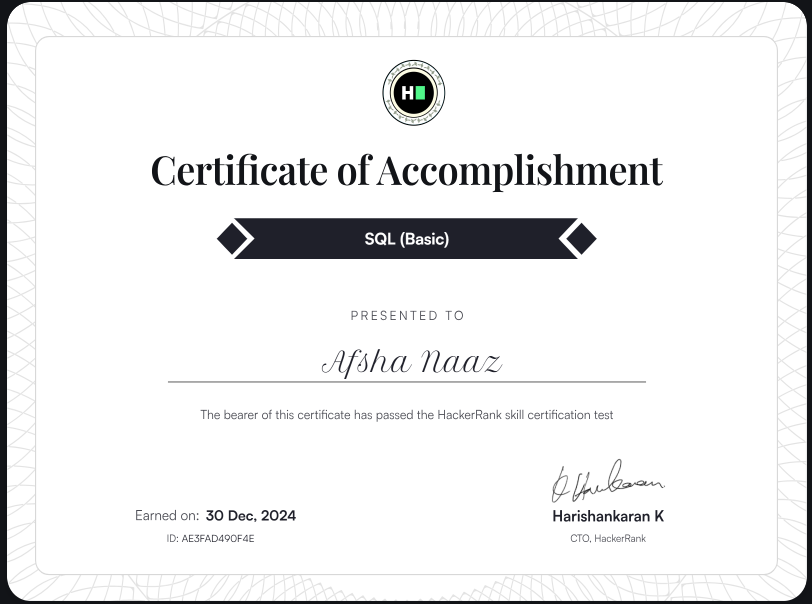 H
Certificate of Accomplishment
SQL (Basic)
PRESENTED TO
Afsha Naaz
The bearer of this certificate has passed the HackerRank skill certification test
Earned on: 30 Dec, 2024
ID: AE3FAD490F4E
Harishankaran K
CTO, HackerRank